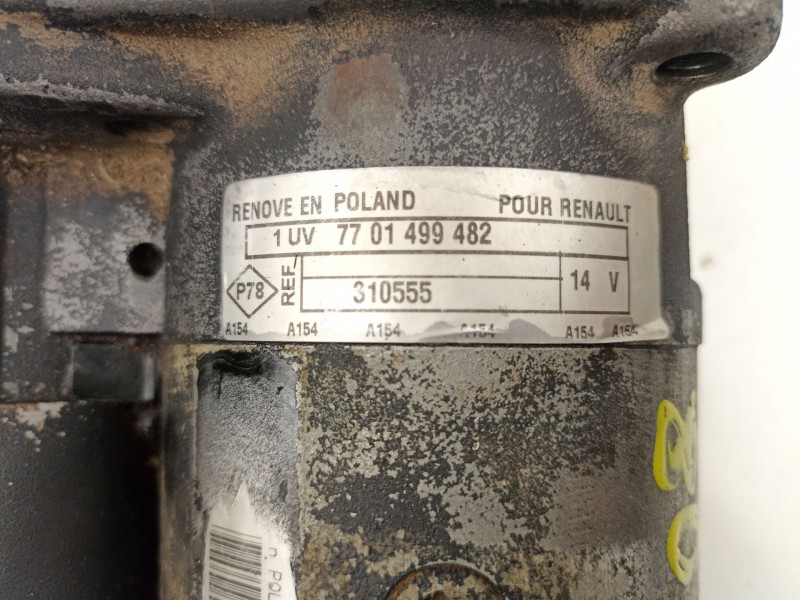 RENOVE EN POLAND POUR RENAULT
1 UV 77 01 499 482
P78 REF. 310555 14 V
A154 A154 A154 A154 A154 A154